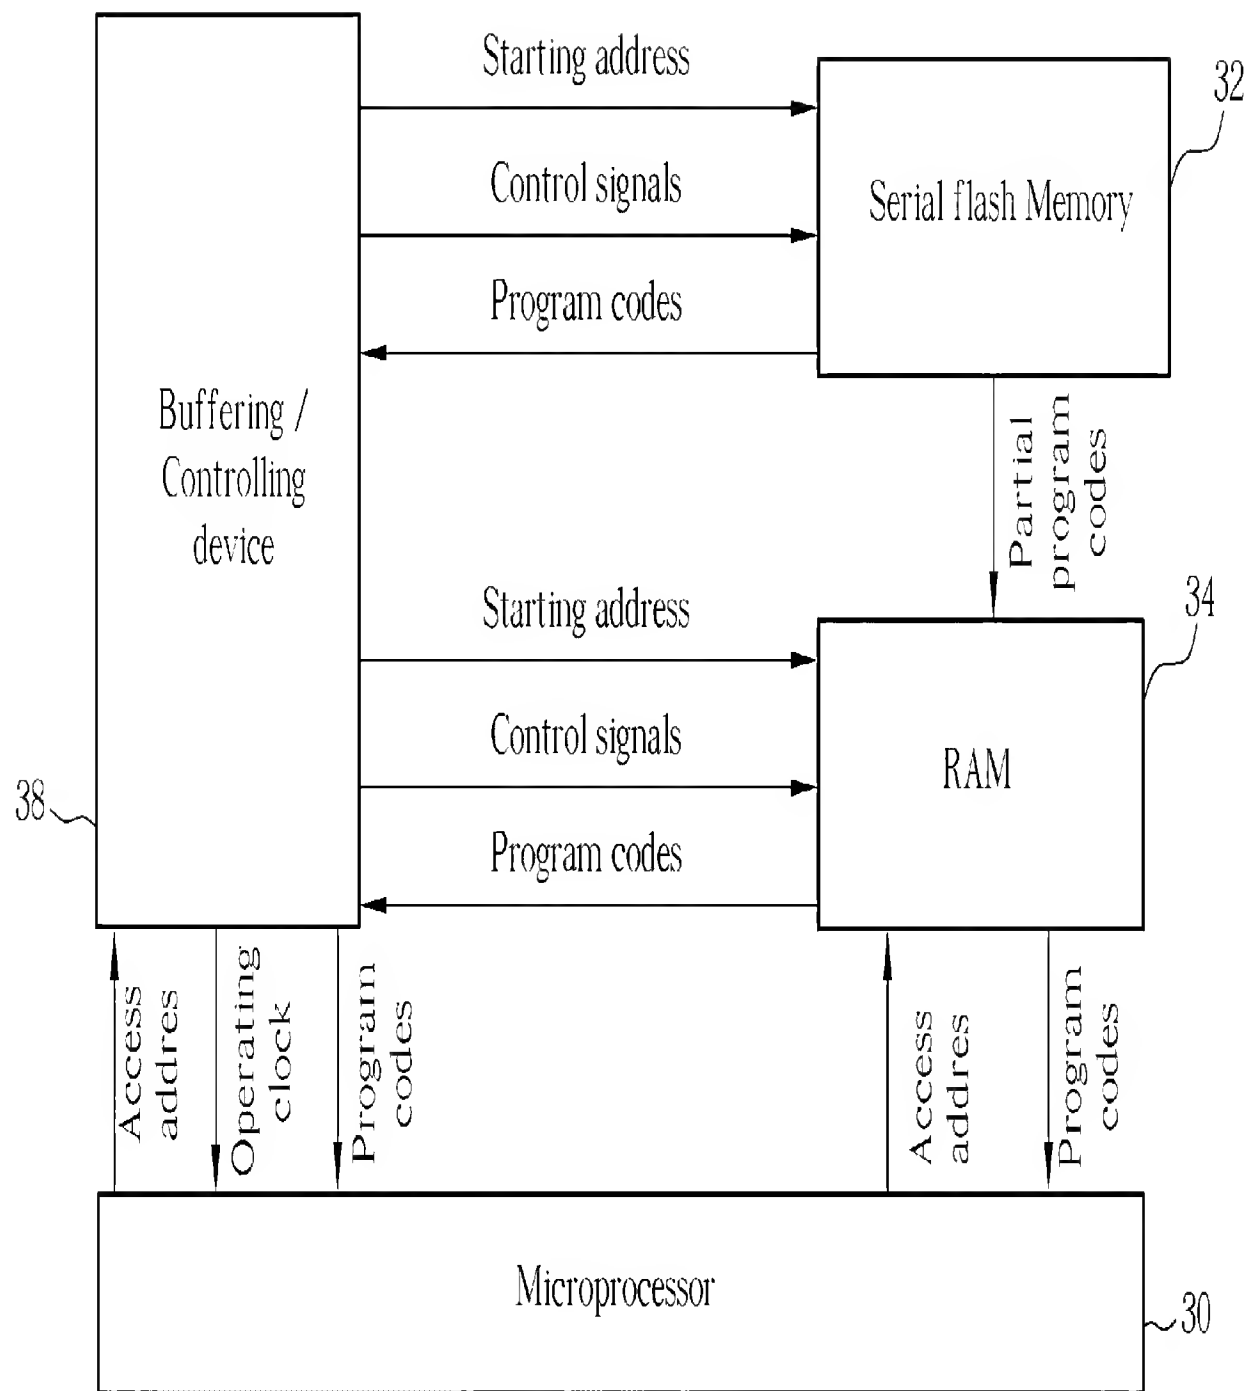 Starting address
32
Control signals
Serial flash Memory
Program codes
Buffering /
Controlling
device
Partial
program
codes
Starting address
34
Control signals
RAM
38
Program codes
Access
addres
Operating
clock
Program
codes
Access
addres
Program
codes
Microprocessor
30